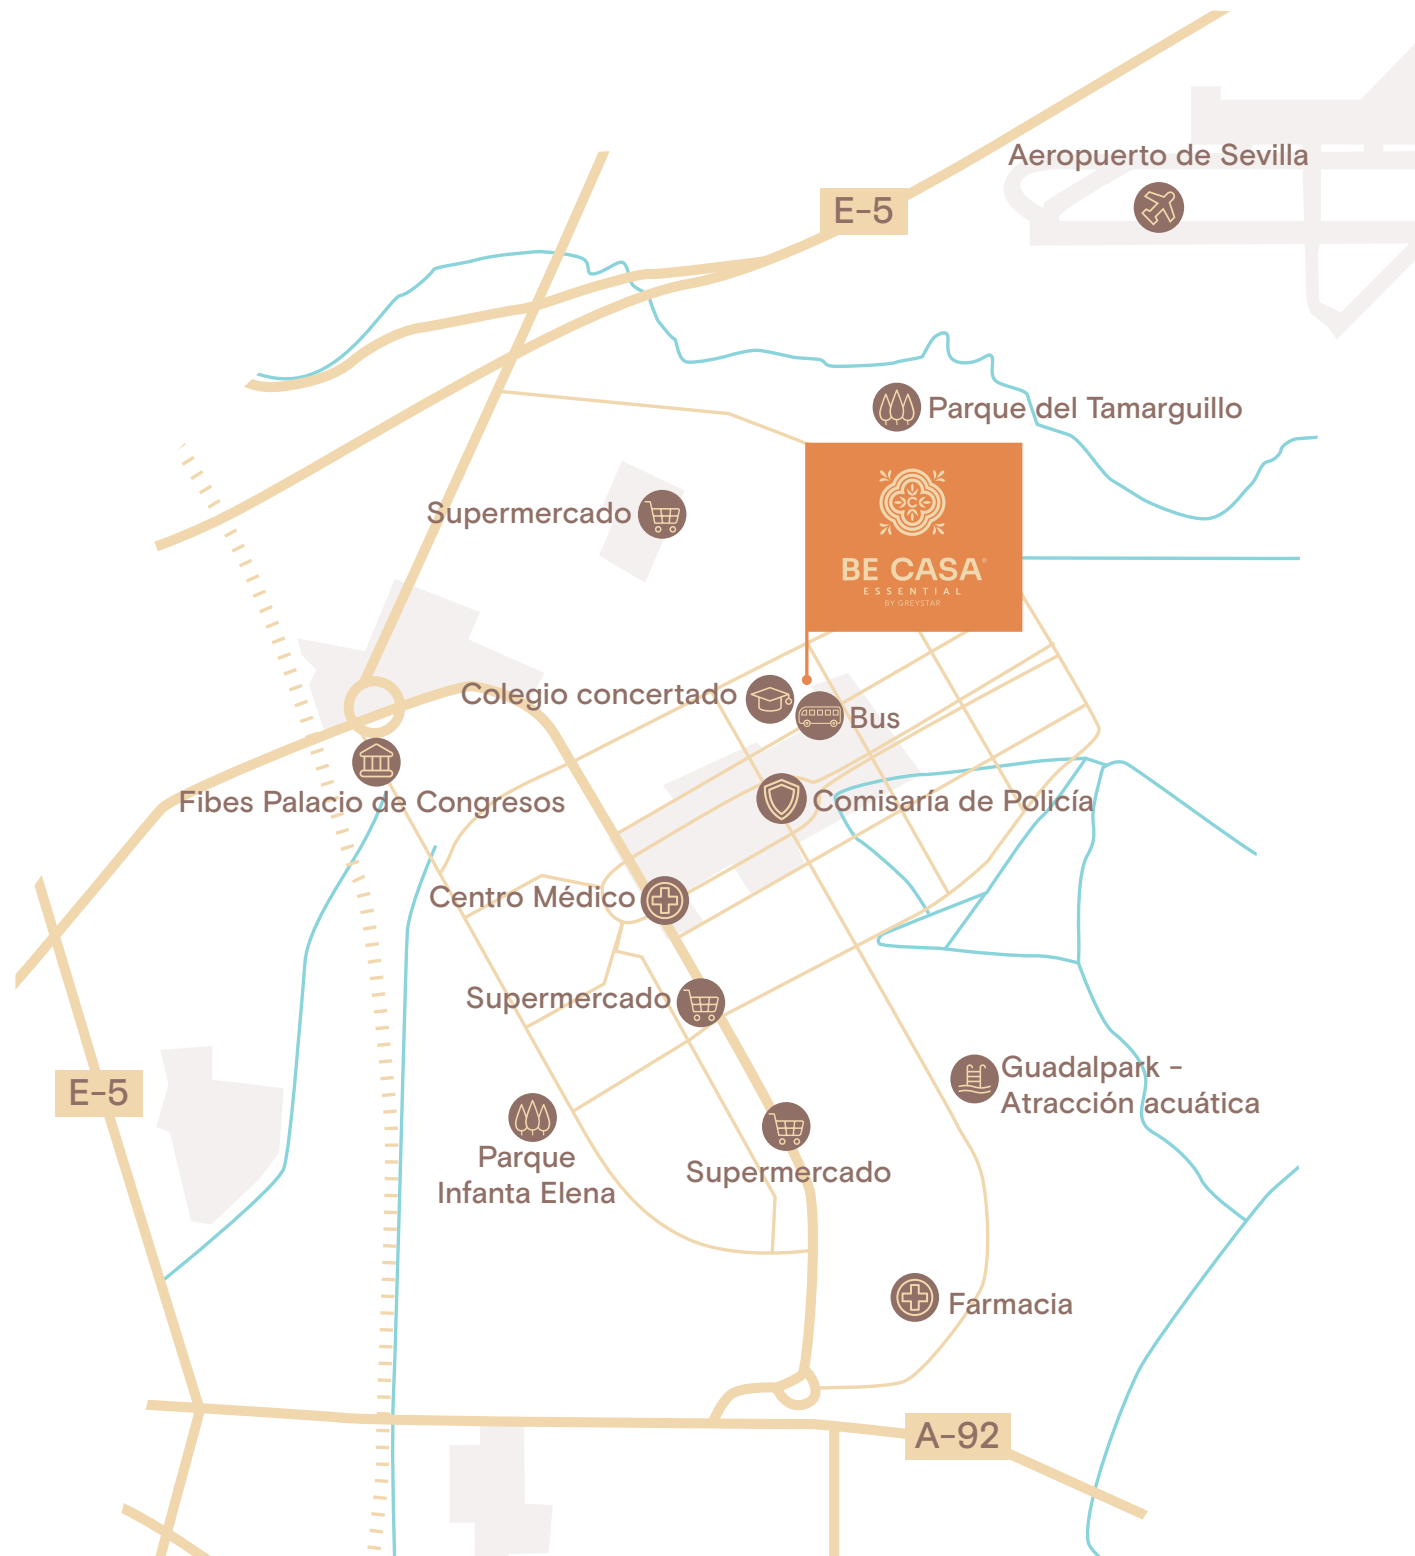 Aeropuerto de Sevilla
E-5
Parque del Tamarguillo
Supermercado
BE CASA®
ESSENTIAL
BY GREYSTAR
Colegio concertado
Bus
Fibes Palacio de Congresos
Comisaría de Policía
Centro Médico
Supermercado
E-5
Guadalpark -
Atracción acuática
Parque
Infanta Elena
Supermercado
Farmacia
A-92